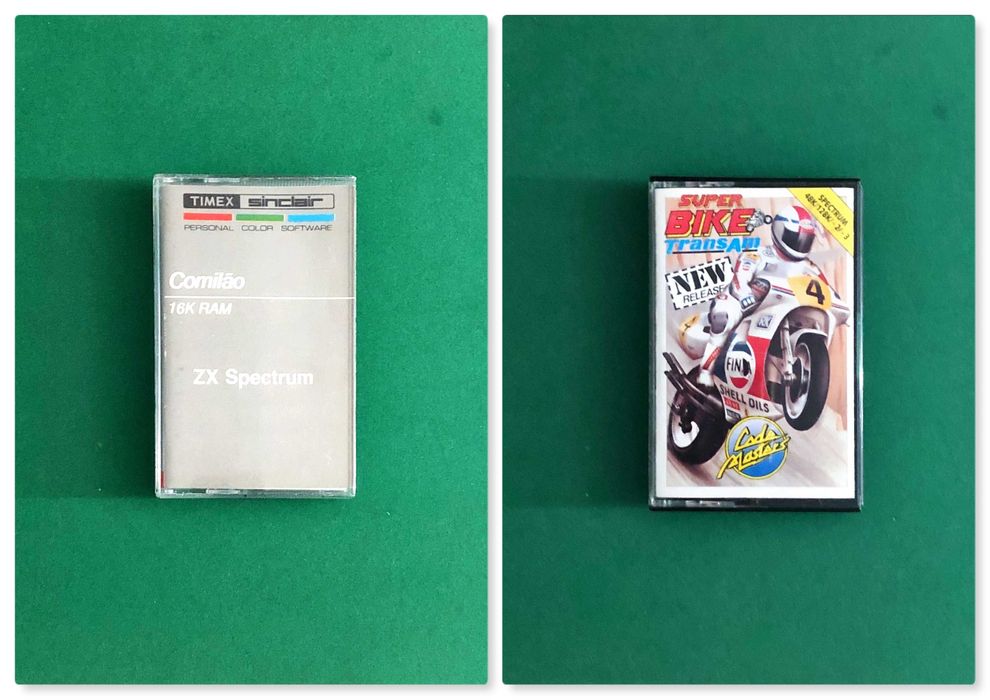 TIMEX sinclair
PERSONAL COLOR SOFTWARE
Comilão
16K RAM
ZX Spectrum
SUPER
BIKE
TransAm
SPECTRUM
48K/128K/+2/+3
NEW
RELEASE
4
FINA
SHELL OILS
Code
Masters